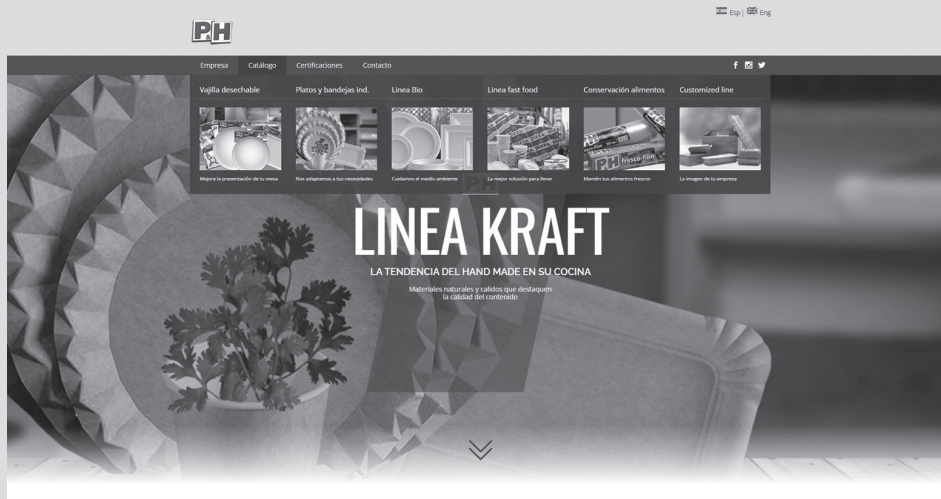 Esp | Eng
P&H
Empresa Catálogo Certificaciones Contacto
Vajilla desechable Platos y bandejas ind. Linea Bio Linea fast food Conservación alimentos Customized line
PH fresco film
Mejora la presentación de tu mesa Nos adaptamos a tus necesidades Cuidamos el medio ambiente La mejor solución para llevar Mantén tus alimentos frescos La imagen de tu empresa
LINEA KRAFT
LA TENDENCIA DEL HAND MADE EN SU COCINA
Materiales naturales y calidos que destaquen
la calidad del contenido